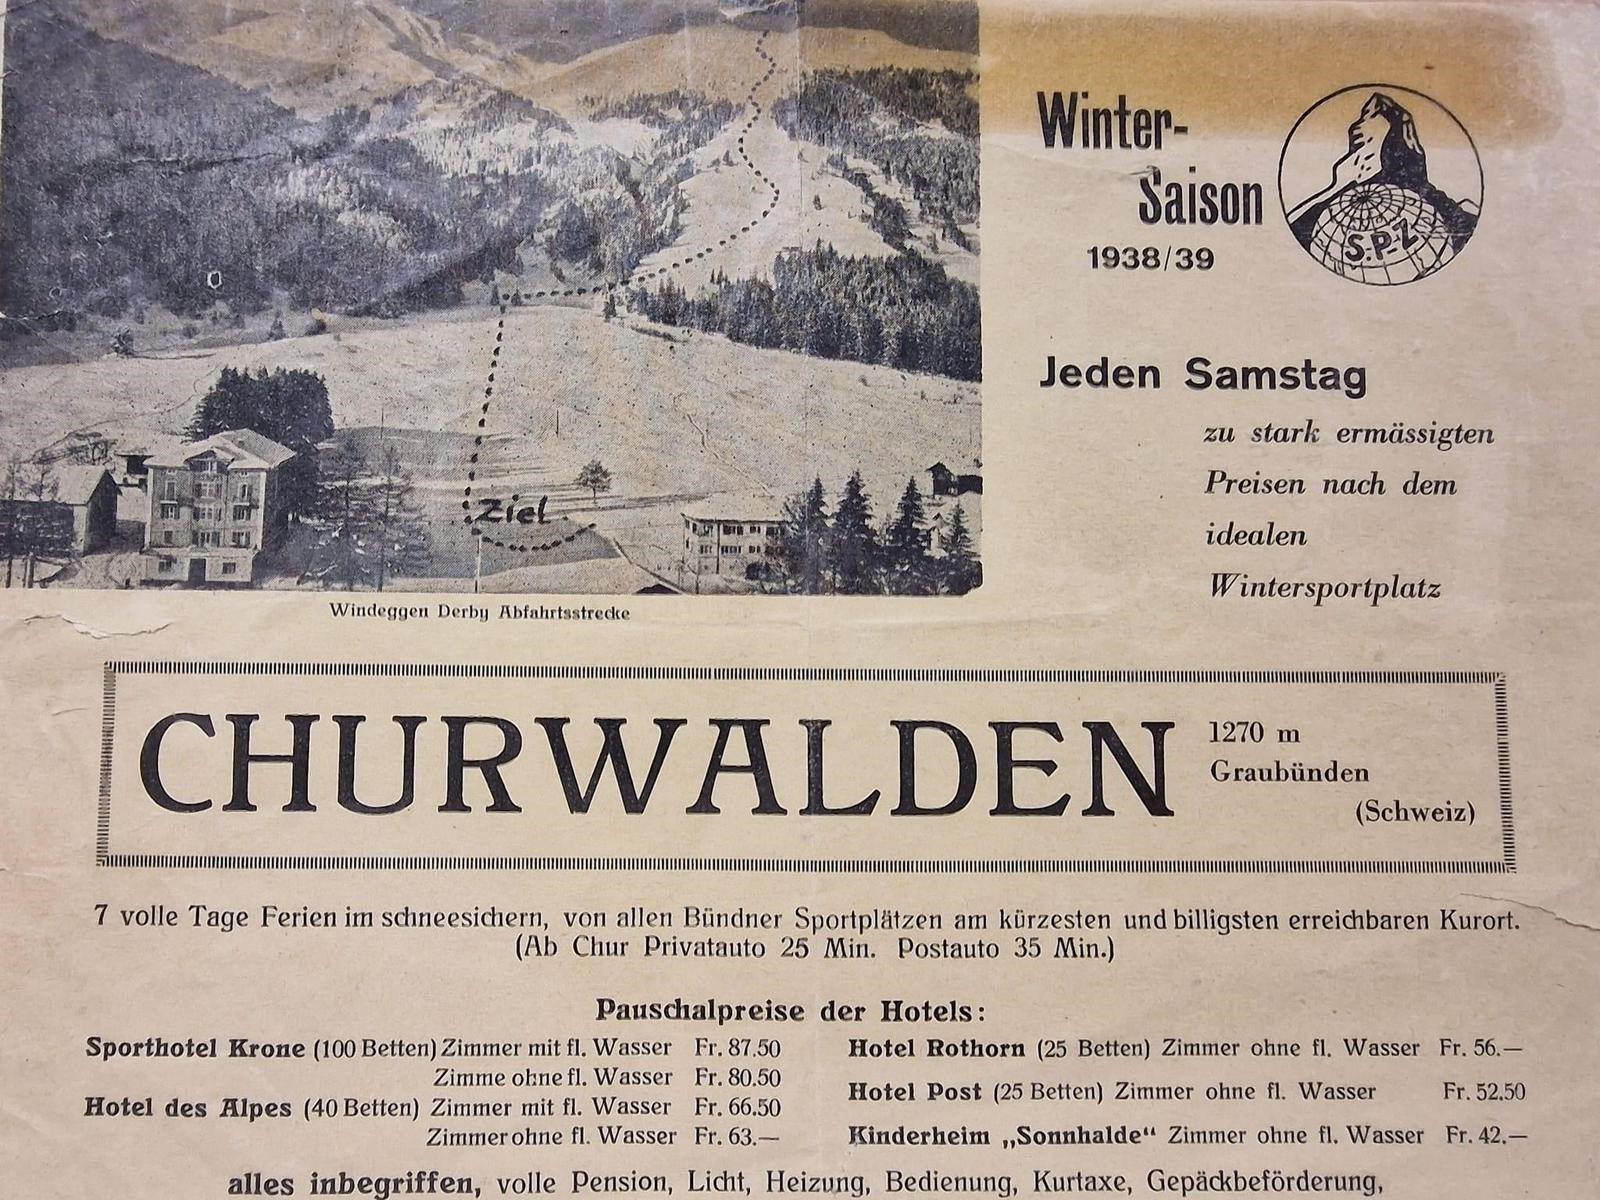 Winter-
Saison
1938/39
S.P.Z
Jeden Samstag
zu stark ermässigten
Preisen nach dem
idealen
Wintersportplatz
Ziel
Windeggen Derby Abfahrtsstrecke
CHURWALDEN
1270 m
Graubünden
(Schweiz)
7 volle Tage Ferien im schneesichern, von allen Bündner Sportplätzen am kürzesten und billigsten erreichbaren Kurort.
(Ab Chur Privatauto 25 Min. Postauto 35 Min.)
Pauschalpreise der Hotels:
Sporthotel Krone (100 Betten) Zimmer mit fl. Wasser Fr. 87.50
Zimme ohne fl. Wasser Fr. 80.50
Hotel des Alpes (40 Betten) Zimmer mit fl. Wasser Fr. 66.50
Zimmer ohne fl. Wasser Fr. 63.—
Hotel Rothorn (25 Betten) Zimmer ohne fl. Wasser Fr. 56.—
Hotel Post (25 Betten) Zimmer ohne fl. Wasser Fr. 52.50
Kinderheim „Sonnhalde“ Zimmer ohne fl. Wasser Fr. 42.—
alles inbegriffen, volle Pension, Licht, Heizung, Bedienung, Kurtaxe, Gepäckbeförderung,